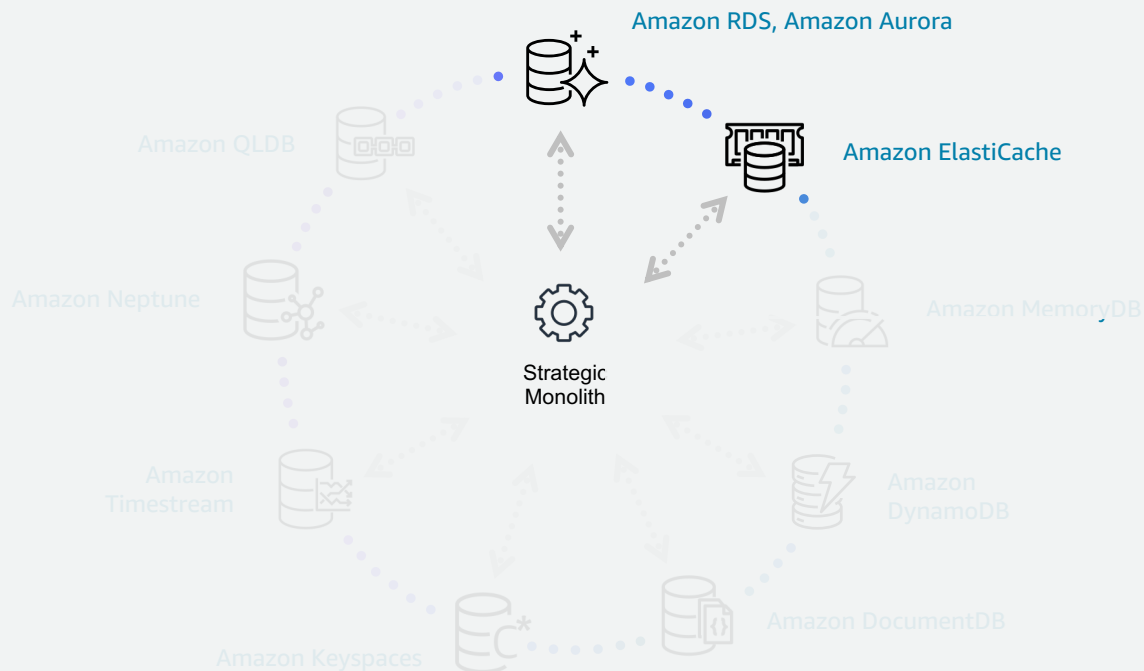 Amazon RDS, Amazon Aurora
Amazon QLDB
Amazon ElastiCache
Amazon Neptune
Amazon MemoryDB
Strategic
Monolith
Amazon
Timestream
Amazon
DynamoDB
Amazon DocumentDB
Amazon Keyspaces
C*
{}